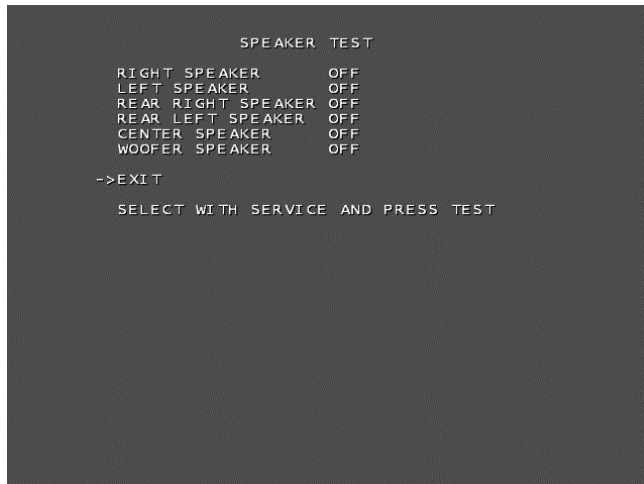 SPEAKER TEST
RIGHT SPEAKER OFF
LEFT SPEAKER OFF
REAR RIGHT SPEAKER OFF
REAR LEFT SPEAKER OFF
CENTER SPEAKER OFF
WOOFER SPEAKER OFF
->EXIT
SELECT WITH SERVICE AND PRESS TEST